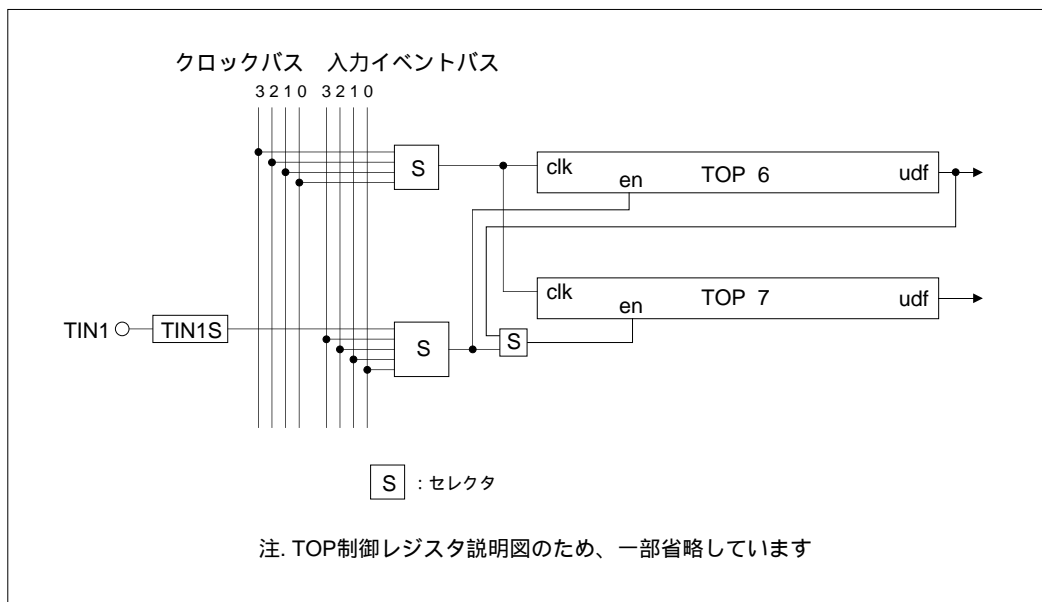 クロックバス 入力イベントバス
3 2 1 0 3 2 1 0
S
clk
en
TOP 6
udf
clk
en
TOP 7
udf
TIN1
TIN1S
S
S
S :セレクタ
注. TOP制御レジスタ説明図のため、一部省略しています